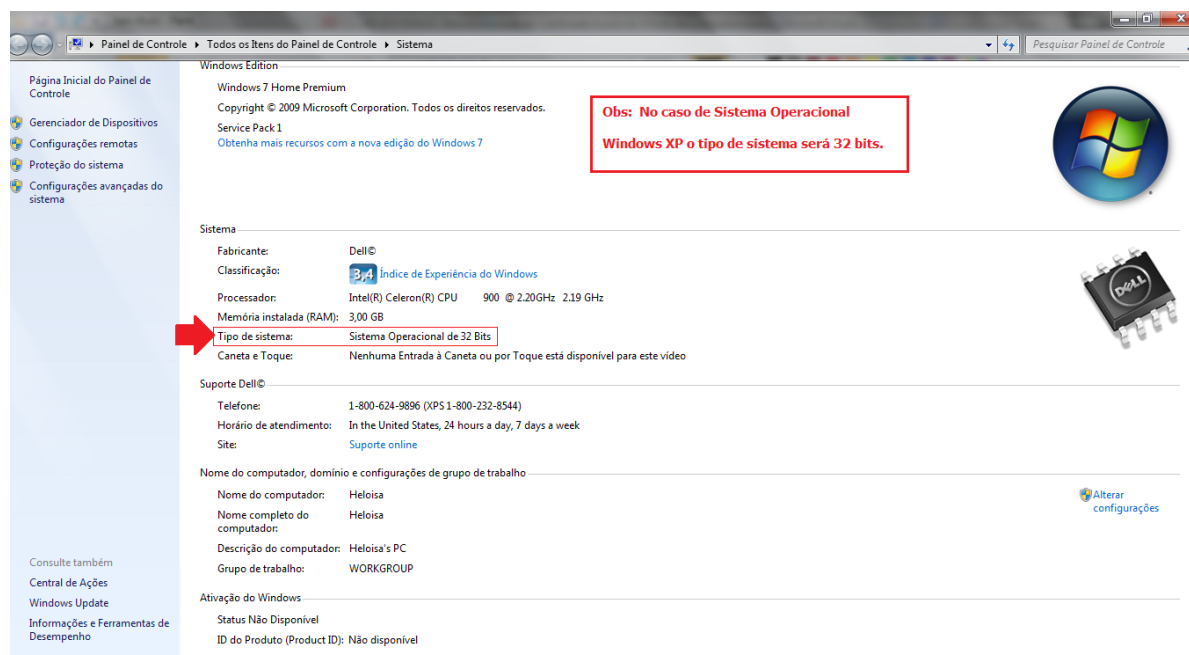 Painel de Controle ▸ Todos os Itens do Painel de Controle ▸ Sistema
Pesquisar Painel de Controle
Página Inicial do Painel de
Controle
Gerenciador de Dispositivos
Configurações remotas
Proteção do sistema
Configurações avançadas do
sistema
Windows Edition
Windows 7 Home Premium
Copyright © 2009 Microsoft Corporation. Todos os direitos reservados.
Service Pack 1
Obtenha mais recursos com a nova edição do Windows 7
Obs: No caso de Sistema Operacional
Windows XP o tipo de sistema será 32 bits.
Sistema
Fabricante: Dell©
Classificação: 3,4 Índice de Experiência do Windows
Processador: Intel(R) Celeron(R) CPU 900 @ 2.20GHz 2.19 GHz
Memória instalada (RAM): 3,00 GB
Tipo de sistema: Sistema Operacional de 32 Bits
Caneta e Toque: Nenhuma Entrada à Caneta ou por Toque está disponível para este vídeo
DELL
Suporte Dell©
Telefone: 1-800-624-9896 (XPS 1-800-232-8544)
Horário de atendimento: In the United States, 24 hours a day, 7 days a week
Site: Suporte online
Nome do computador, domínio e configurações de grupo de trabalho
Nome do computador: Heloisa
Nome completo do
computador: Heloisa
Descrição do computador: Heloisa's PC
Grupo de trabalho: WORKGROUP
Alterar
configurações
Ativação do Windows
Status Não Disponível
ID do Produto (Product ID): Não disponível
Consulte também
Central de Ações
Windows Update
Informações e Ferramentas de
Desempenho